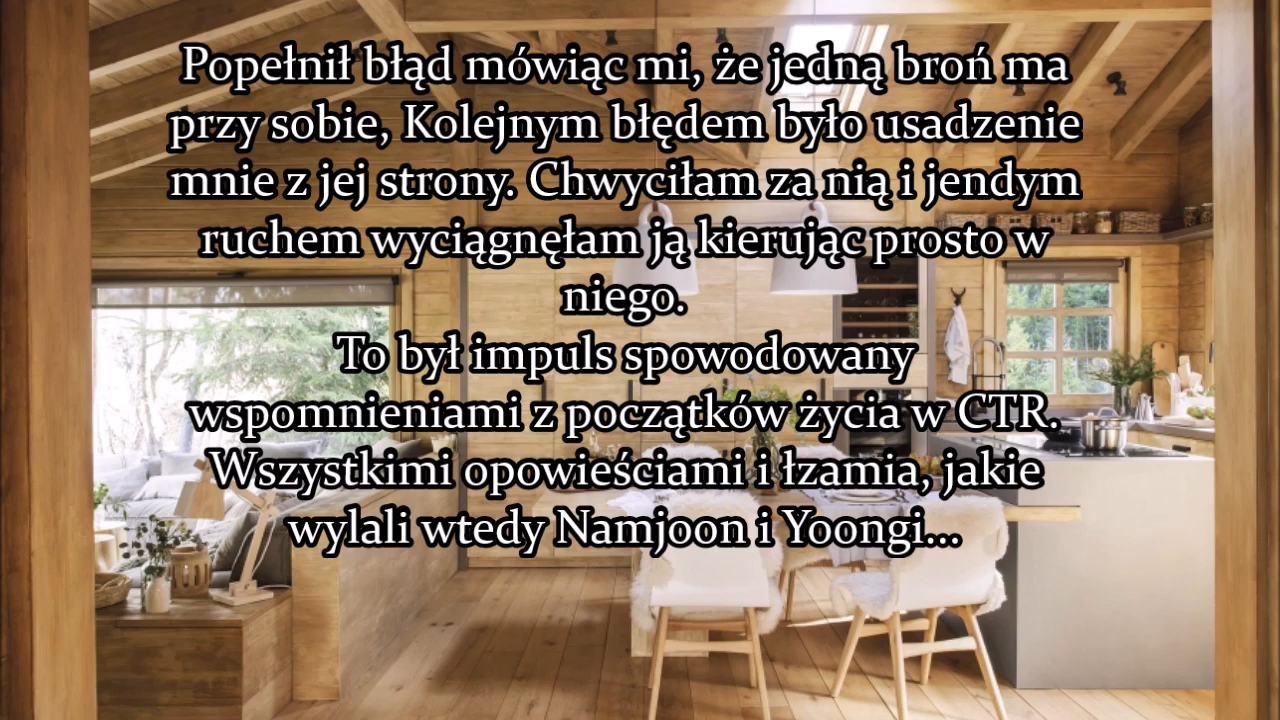 Popełnił błąd mówiąc mi, że jedną broń ma
przy sobie, Kolejnym błędem było usadzenie
mnie z jej strony. Chwyciłam za nią i jendym
ruchem wyciągnęłam ją kierując prosto w
niego.
To był impuls spowodowany
wspomnieniami z początków życia w CTR.
Wszystkimi opowieściami i łzamia, jakie
wylali wtedy Namjoon i Yoongi...